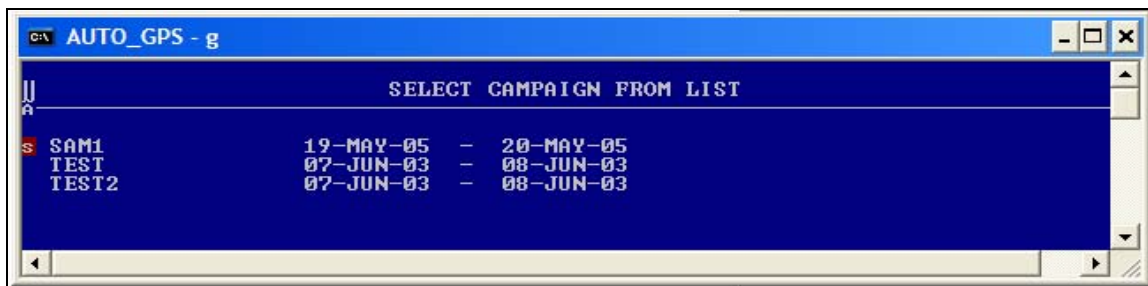 AUTO_GPS - g
SELECT CAMPAIGN FROM LIST
A
s SAM1 19-MAY-05 - 20-MAY-05
TEST 07-JUN-03 - 08-JUN-03
TEST2 07-JUN-03 - 08-JUN-03